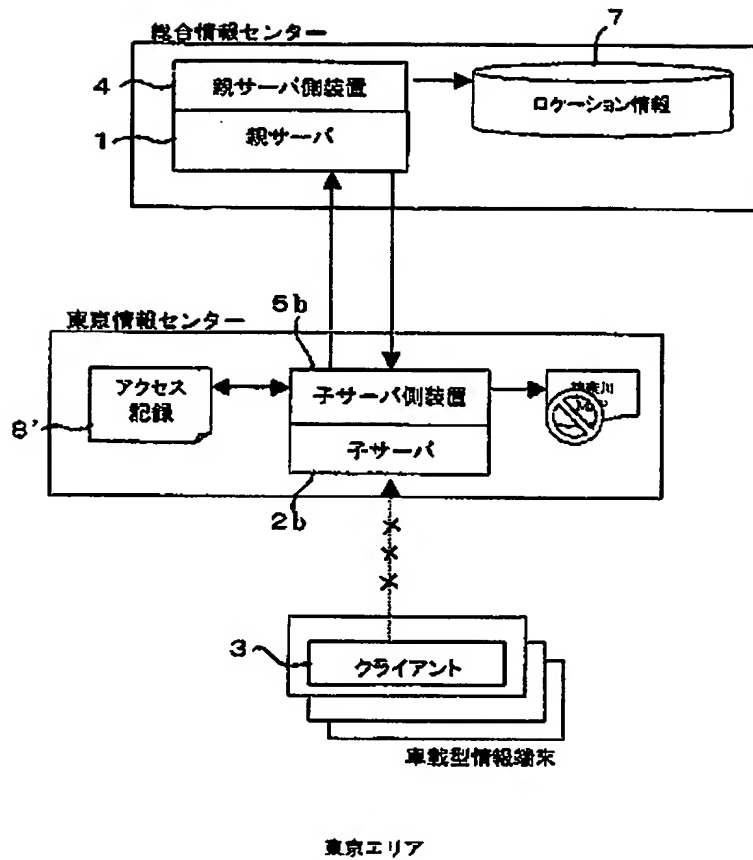 総合情報センター
7
4
親サーバ側装置
ロケーション情報
1
親サーバ
東京情報センター
5b
アクセス
記録
8'
子サーバ側装置
子サーバ
神奈川
2b
3
クライアント
車載型情報端末
東京エリア